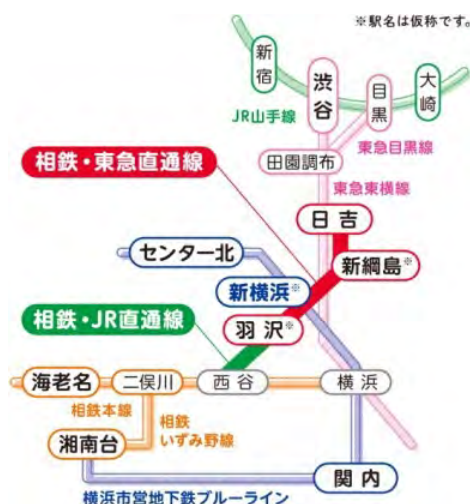 ※駅名は仮称です。
新宿
渋谷
目黒
大崎
JR山手線
田園調布
東急目黒線
相鉄・東急直通線
東急東横線
日吉
センター北
新綱島※
新横浜※
相鉄・JR直通線
羽沢※
海老名
二俣川
西谷
横浜
相鉄本線
相鉄
いずみ野線
湘南台
関内
横浜市営地下鉄ブルーライン